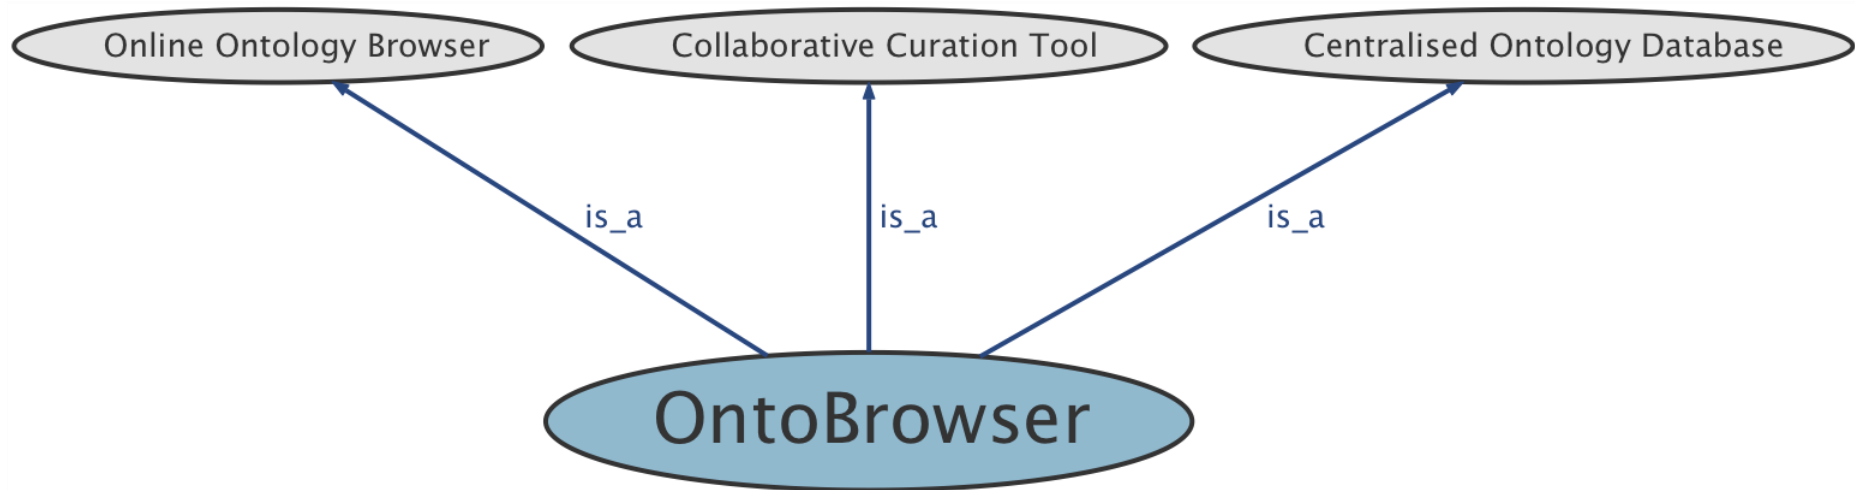 Online Ontology Browser
Collaborative Curation Tool
Centralised Ontology Database
is_a
is_a
is_a
OntoBrowser